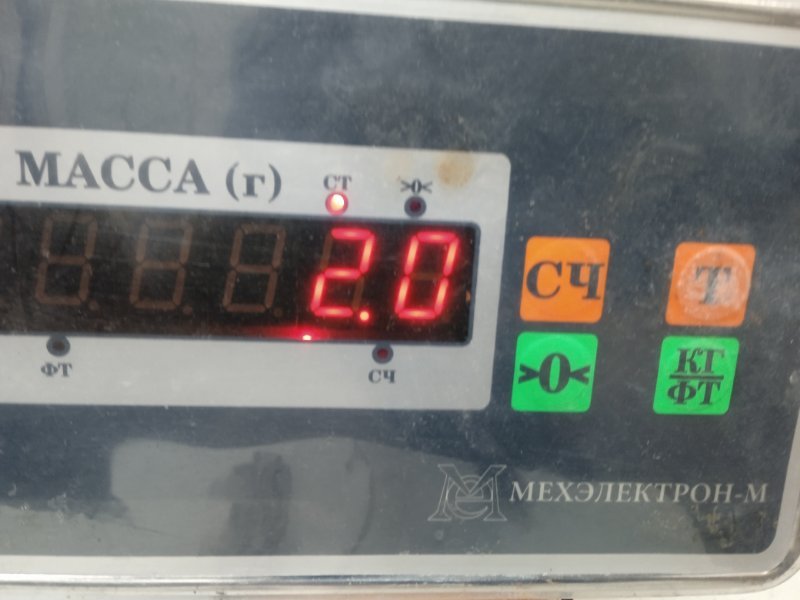 МАССА (г)
СТ >0<
2.0
ФТ СЧ
СЧ Т
>0< КГ
ФТ
МЕХЭЛЕКТРОН-М